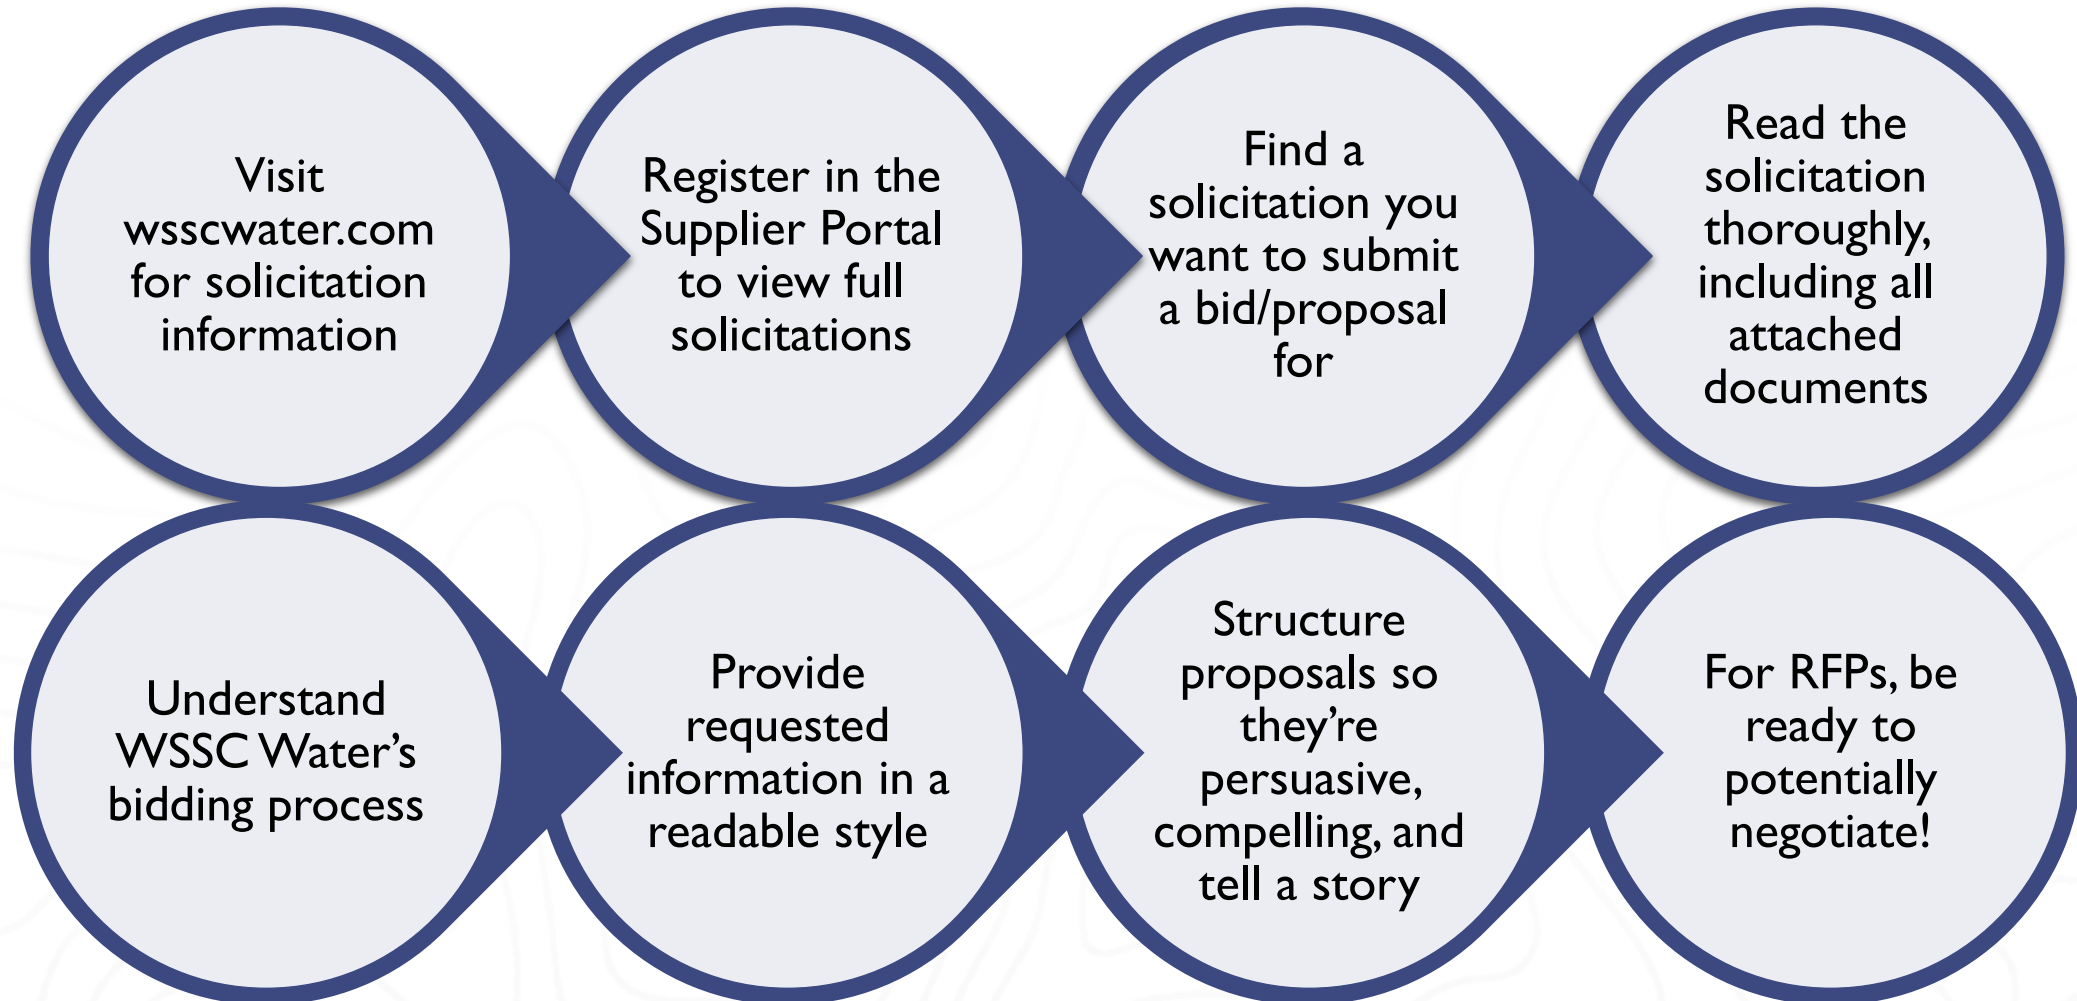 Visit
wsscwater.com
for solicitation
information
Register in the
Supplier Portal
to view full
solicitations
Find a
solicitation you
want to submit
a bid/proposal
for
Read the
solicitation
thoroughly,
including all
attached
documents
Understand
WSSC Water’s
bidding process
Provide
requested
information in a
readable style
Structure
proposals so
they’re
persuasive,
compelling, and
tell a story
For RFPs, be
ready to
potentially
negotiate!